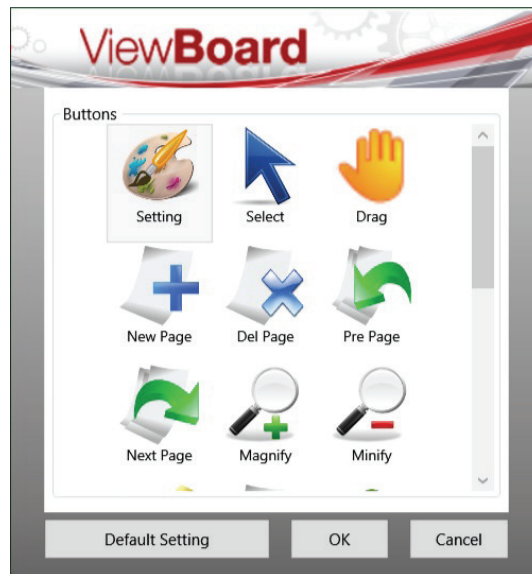 ViewBoard
Buttons
Setting
Select
Drag
New Page
Del Page
Pre Page
Next Page
Magnify
Minify
Default Setting
OK
Cancel